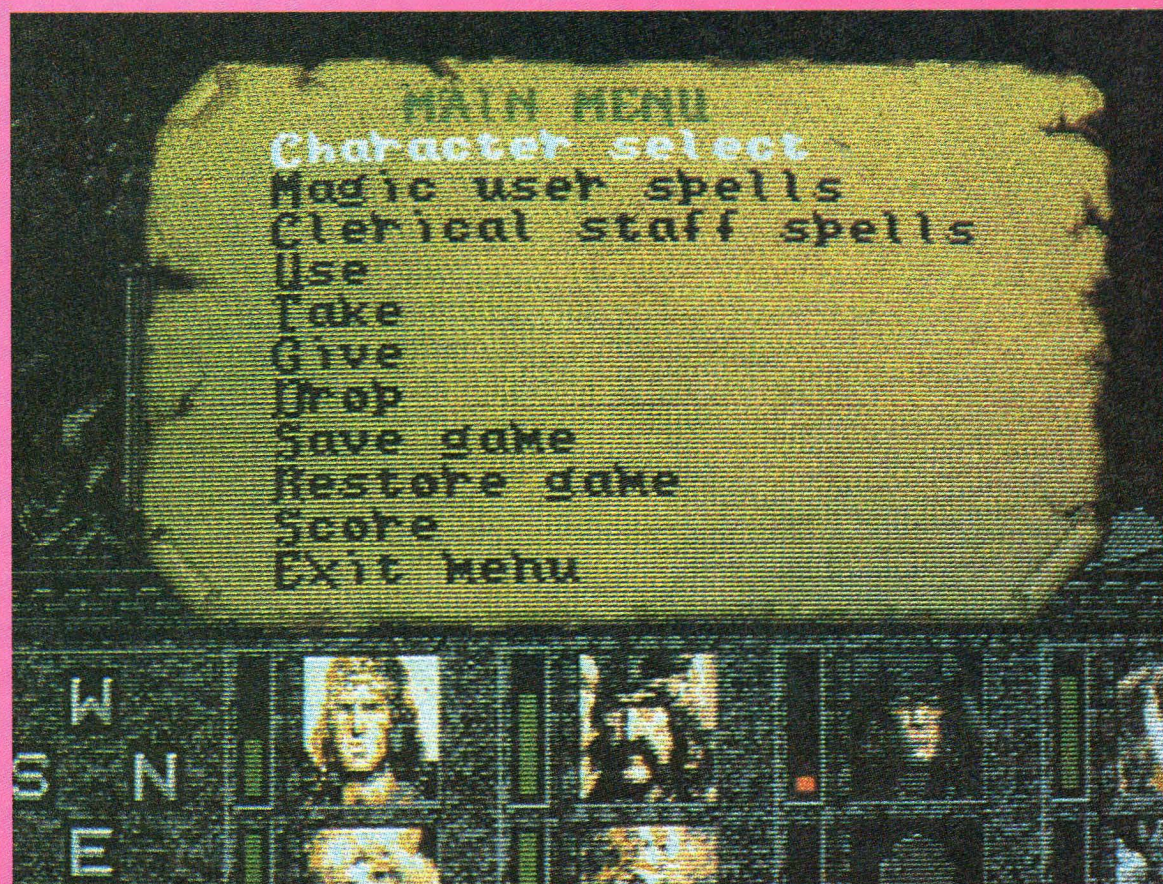 MAIN MENU
Character select
Magic user spells
Clerical staff spells
Use
Take
Give
Drop
Save game
Restore game
Score
Exit menu
W
S N
E